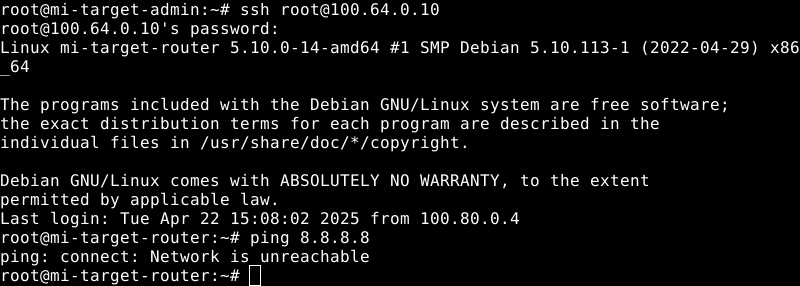 root@mi-target-admin:~# ssh root@100.64.0.10
root@100.64.0.10's password:
Linux mi-target-router 5.10.0-14-amd64 #1 SMP Debian 5.10.113-1 (2022-04-29) x86
_64

The programs included with the Debian GNU/Linux system are free software;
the exact distribution terms for each program are described in the
individual files in /usr/share/doc/*/copyright.

Debian GNU/Linux comes with ABSOLUTELY NO WARRANTY, to the extent
permitted by applicable law.
Last login: Tue Apr 22 15:08:02 2025 from 100.80.0.4
root@mi-target-router:~# ping 8.8.8.8
ping: connect: Network is unreachable
root@mi-target-router:~#